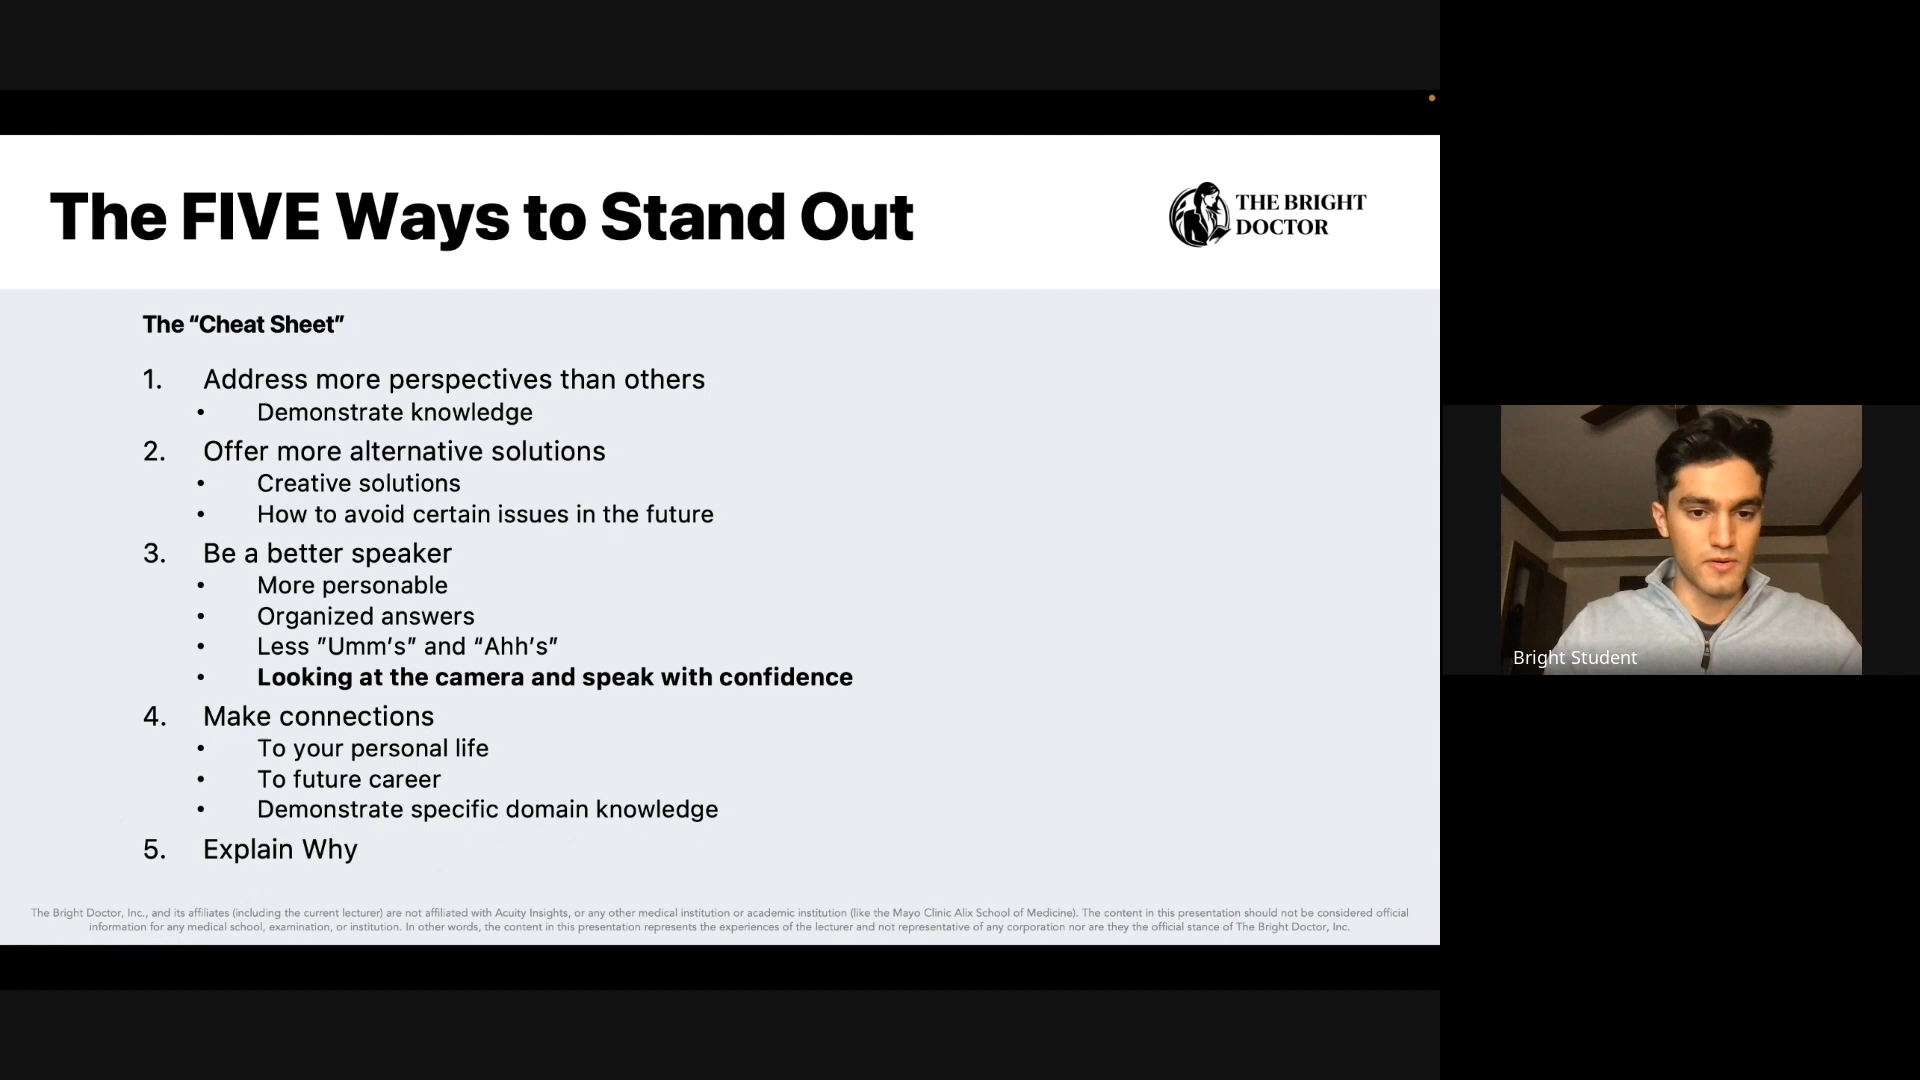 The FIVE Ways to Stand Out
THE BRIGHT
DOCTOR
The “Cheat Sheet”
1. Address more perspectives than others
• Demonstrate knowledge
2. Offer more alternative solutions
• Creative solutions
• How to avoid certain issues in the future
3. Be a better speaker
• More personable
• Organized answers
• Less ”Umm’s” and “Ahh’s”
• Looking at the camera and speak with confidence
4. Make connections
• To your personal life
• To future career
• Demonstrate specific domain knowledge
5. Explain Why
The Bright Doctor, Inc., and its affiliates (including the current lecturer) are not affiliated with Acuity Insights, or any other medical institution or academic institution (like the Mayo Clinic Alix School of Medicine). The content in this presentation should not be considered official
information for any medical school, examination, or institution. In other words, the content in this presentation represents the experiences of the lecturer and not representative of any corporation nor are they the official stance of The Bright Doctor, Inc.
Bright Student